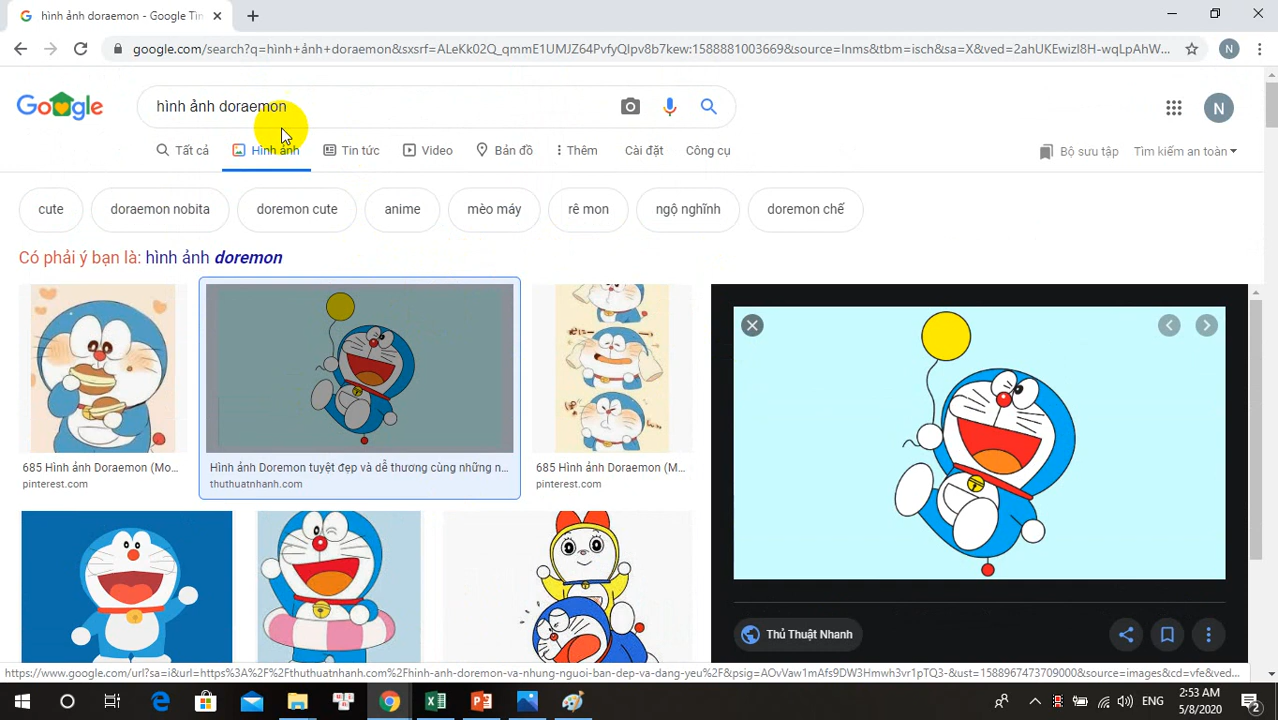 hình ảnh doraemon - Google Tìm
google.com/search?q=hình+ảnh+doraemon&sxsrf=ALeKk02Q_qmmE1UMJZ64PvfyQlpv8b7kew:1588881003669&source=lnms&tbm=isch&sa=X&ved=2ahUKEwizl8H-wqLpAhW...
N
Google
hình ảnh doraemon
N
Tất cả
Hình ảnh
Tin tức
Video
Bản đồ
Thêm
Cài đặt
Công cụ
Bộ sưu tập
Tìm kiếm an toàn
cute
doraemon nobita
doremon cute
anime
mèo máy
rê mon
ngộ nghĩnh
doremon chế
Có phải ý bạn là: hình ảnh doremon
685 Hình ảnh Doraemon (Mo...
pinterest.com
Hình ảnh Doremon tuyệt đẹp và dễ thương cùng những n...
thuthuatnhanh.com
685 Hình ảnh Doraemon (M...
pinterest.com
Thủ Thuật Nhanh
https://www.google.com/url?sa=i&url=https%3A%2F%2Fthuthuatnhanh.com%2Fhinh-anh-doremon-va-nhung-nguoi-ban-dep-va-dang-yeu%2F&psig=AOvVaw1mAfs9DW3Hmwh3vr1pTQ3-&ust=1588967473709000&source=images&cd=vfe&ved...
ENG
2:53 AM
5/8/2020
2